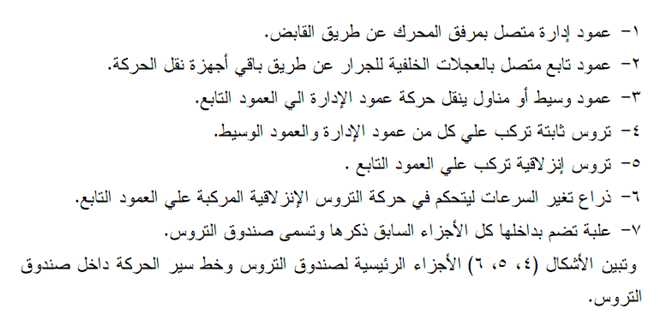 ١- عمود إدارة متصل بمرفق المحرك عن طريق القابض.
٢- عمود تابع متصل بالعجلات الخلفية للجرار عن طريق باقي أجهزة نقل الحركة.
٣- عمود وسيط أو مناول ينقل حركة عمود الإدارة الي العمود التابع.
٤- تروس ثابتة تركب علي كل من عمود الإدارة والعمود الوسيط.
٥- تروس إنزلاقية تركب علي العمود التابع .
٦- ذراع تغير السرعات ليتحكم في حركة التروس الإنزلاقية المركبة علي العمود التابع.
٧- علبة تضم بداخلها كل الأجزاء السابق ذكرها وتسمى صندوق التروس.
وتبين الأشكال (٤، ٥، ٦) الأجزاء الرئيسية لصندوق التروس وخط سير الحركة داخل صندوق
التروس.